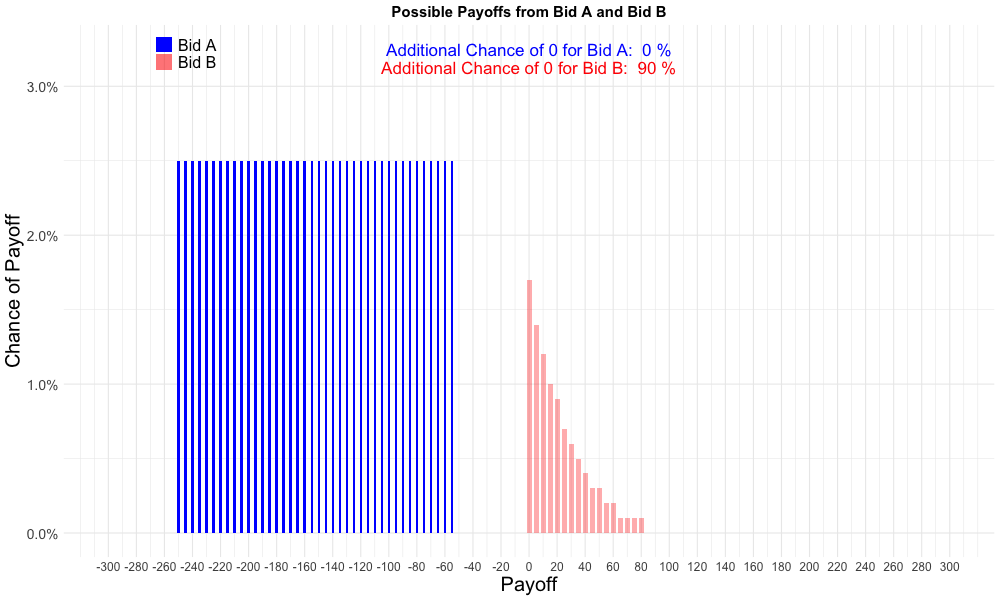 Possible Payoffs from Bid A and Bid B
Bid A
Bid B
Additional Chance of 0 for Bid A:  0 %
Additional Chance of 0 for Bid B:  90 %
Chance of Payoff
3.0%
2.0%
1.0%
0.0%
-300 -280 -260 -240 -220 -200 -180 -160 -140 -120 -100 -80 -60 -40 -20 0 20 40 60 80 100 120 140 160 180 200 220 240 260 280 300
Payoff